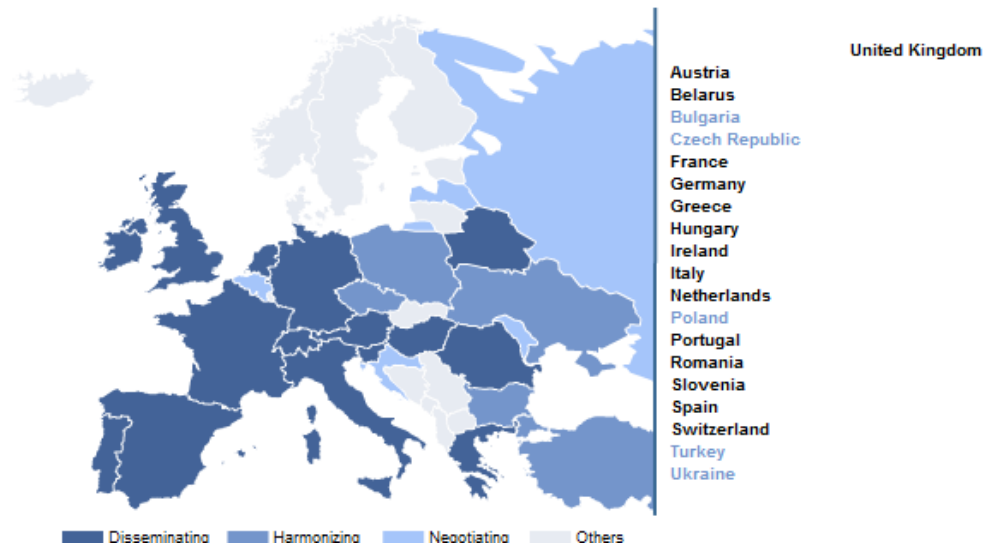 United Kingdom
Austria
Belarus
Bulgaria
Czech Republic
France
Germany
Greece
Hungary
Ireland
Italy
Netherlands
Poland
Portugal
Romania
Slovenia
Spain
Switzerland
Turkey
Ukraine
Disseminating Harmonizing Negotiating Others